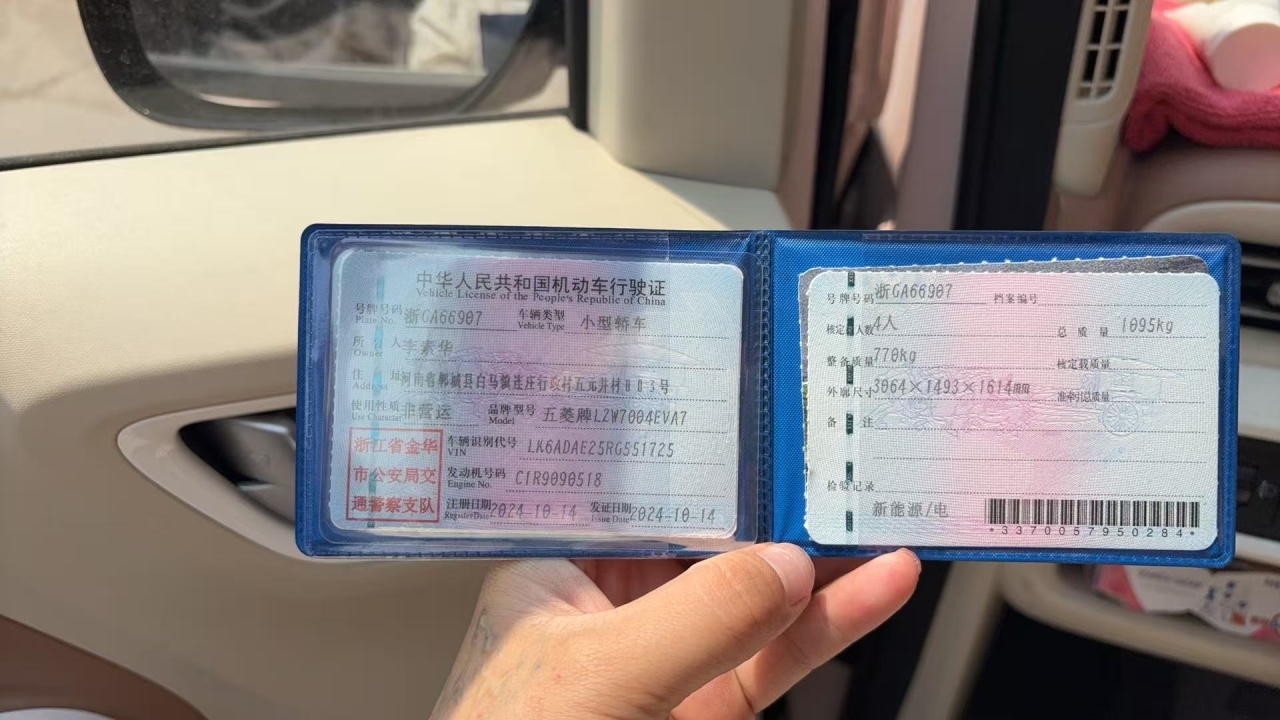 中华人民共和国机动车行驶证
Vehicle License of the People's Republic of China
号牌号码 浙GA66907 车辆类型 小型轿车
Plate No. Vehicle Type
所有人 李素华
Owner
住址 河南省郸城县白马镇连庄行政村五元井村003号
Address
使用性质 非营运 品牌型号 五菱牌LZW7004EVA7
Use Character Model
浙江省金华
市公安局交
通警察支队
车辆识别代号 LK6ADAE25RG551725
VIN
发动机号码 C1R9090518
Engine No.
注册日期 2024-10-14 发证日期 2024-10-14
Register Date Issue Date
号牌号码 浙GA66907 档案编号
核定载人数 4人 总质量 1095kg
整备质量 770kg 核定载质量
外廓尺寸 3064×1493×1614mm 准牵引总质量
备注
检验记录
新能源/电
*3370057950284*